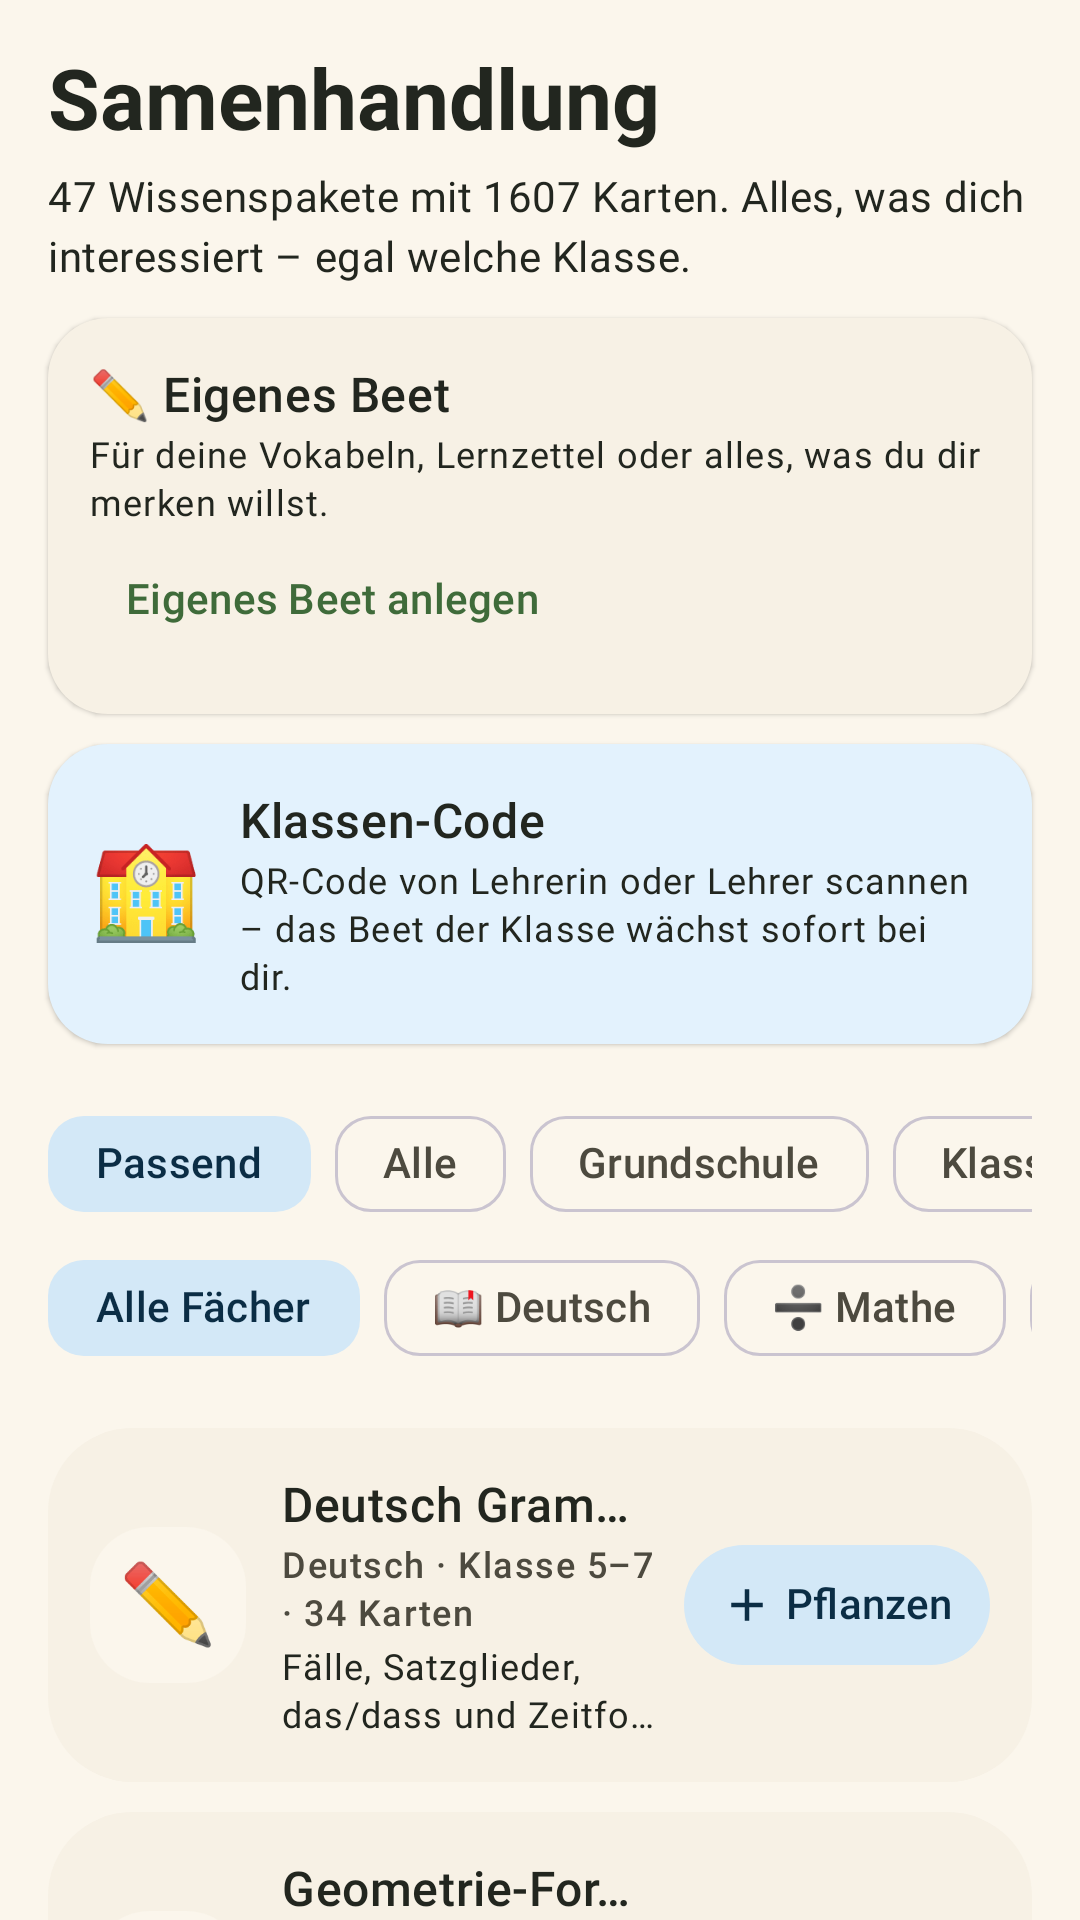 Samenhandlung
47 Wissenspakete mit 1607 Karten. Alles, was dich
interessiert – egal welche Klasse.
Eigenes Beet
Für deine Vokabeln, Lernzettel oder alles, was du dir
merken willst.
Eigenes Beet anlegen
Klassen-Code
QR-Code von Lehrerin oder Lehrer scannen
– das Beet der Klasse wächst sofort bei
dir.
Passend Alle Grundschule Klass
Alle Fächer Deutsch Mathe
Deutsch Gram…
Deutsch · Klasse 5–7
· 34 Karten
Fälle, Satzglieder,
das/dass und Zeitfo…
+ Pflanzen
Geometrie-For…